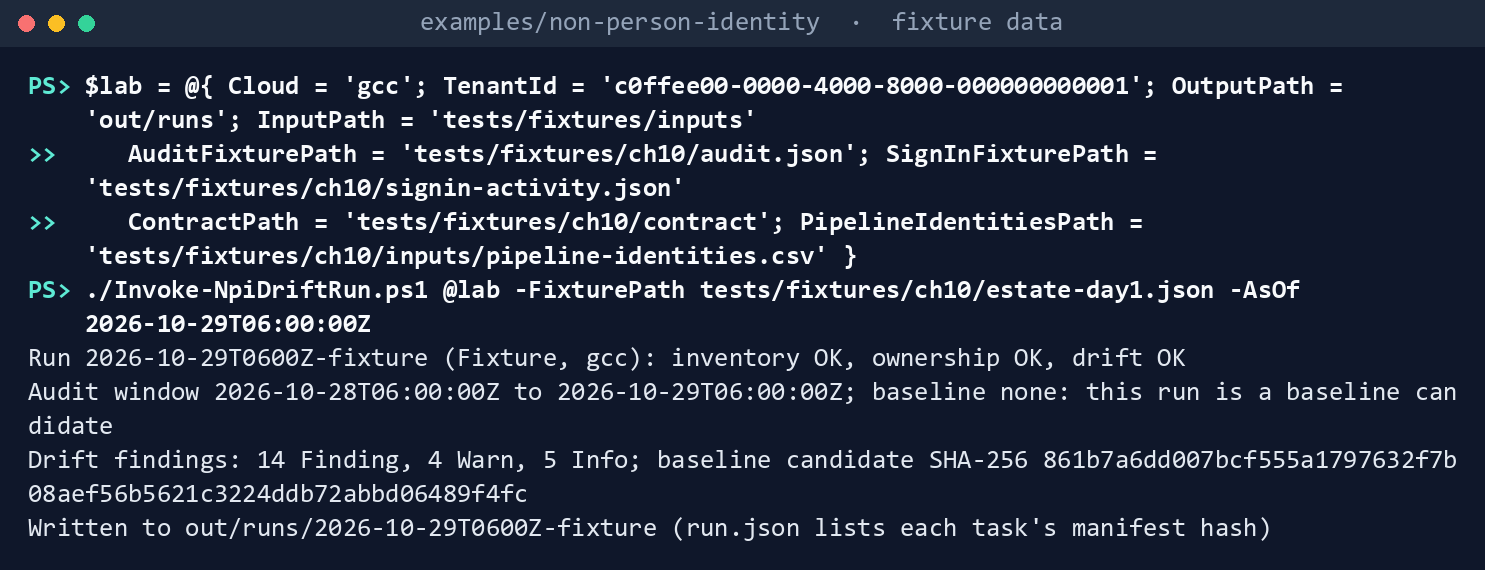 examples/non-person-identity · fixture data
PS> $lab = @{ Cloud = 'gcc'; TenantId = 'c0ffee00-0000-4000-8000-000000000001'; OutputPath =
'out/runs'; InputPath = 'tests/fixtures/inputs'
>> AuditFixturePath = 'tests/fixtures/ch10/audit.json'; SignInFixturePath =
'tests/fixtures/ch10/signin-activity.json'
>> ContractPath = 'tests/fixtures/ch10/contract'; PipelineIdentitiesPath =
'tests/fixtures/ch10/inputs/pipeline-identities.csv' }
PS> ./Invoke-NpiDriftRun.ps1 @lab -FixturePath tests/fixtures/ch10/estate-day1.json -AsOf
2026-10-29T06:00:00Z
Run 2026-10-29T0600Z-fixture (Fixture, gcc): inventory OK, ownership OK, drift OK
Audit window 2026-10-28T06:00:00Z to 2026-10-29T06:00:00Z; baseline none: this run is a baseline can
didate
Drift findings: 14 Finding, 4 Warn, 5 Info; baseline candidate SHA-256 861b7a6dd007bcf555a1797632f7b
08aef56b5621c3224ddb72abbd06489f4fc
Written to out/runs/2026-10-29T0600Z-fixture (run.json lists each task's manifest hash)